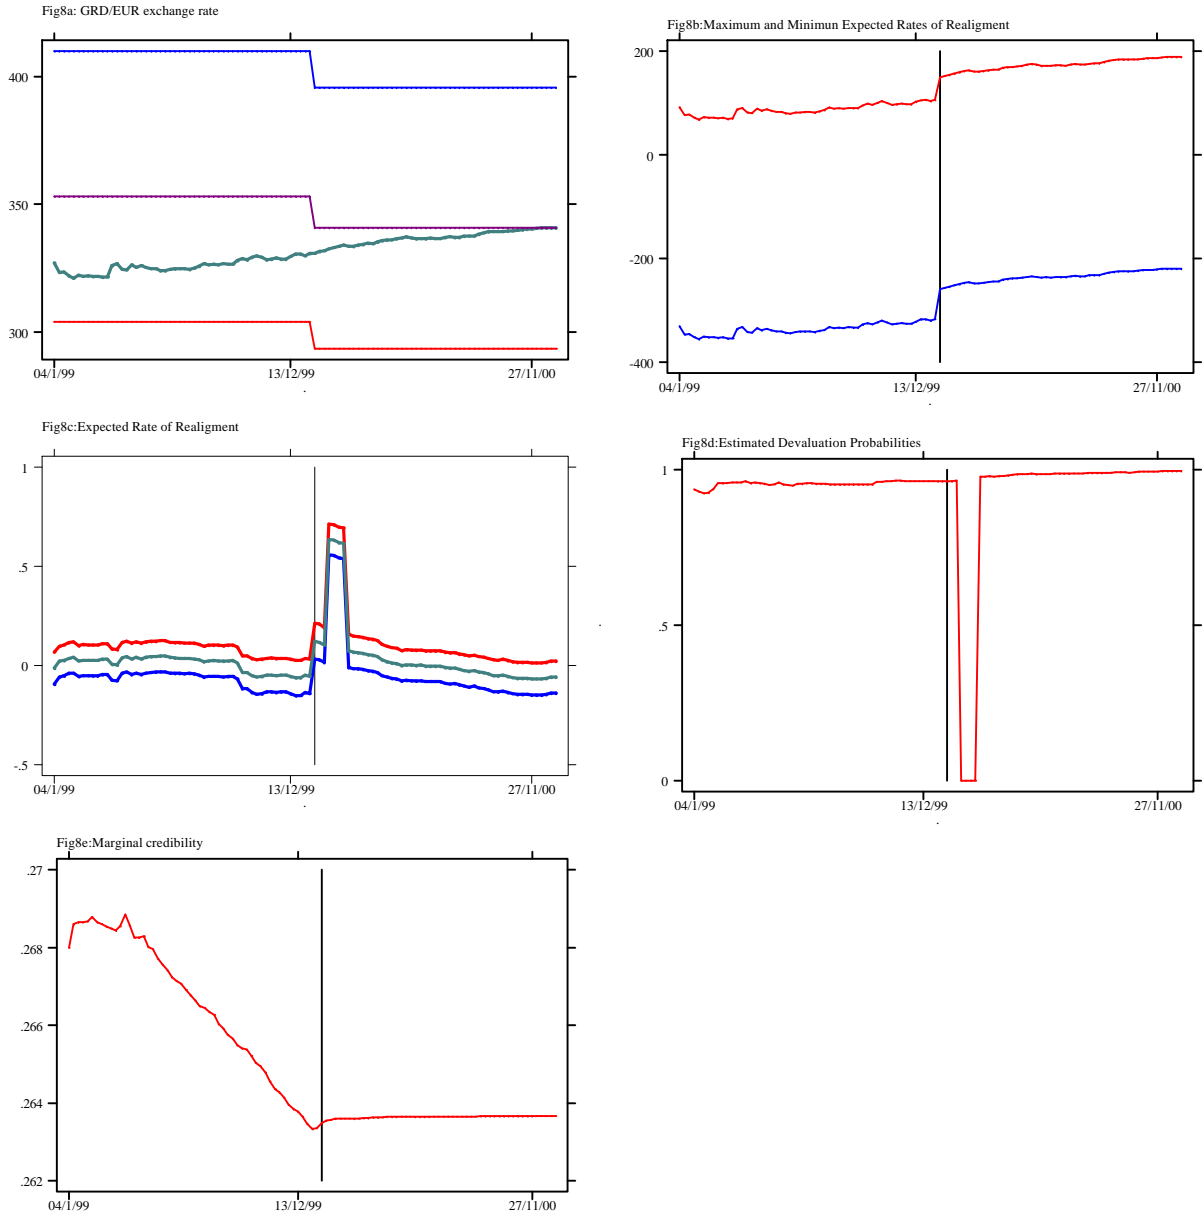 Fig8a: GRD/EUR exchange rate
400
350
300
04/1/99 13/12/99 27/11/00
.
Fig8b:Maximum and Minimun Expected Rates of Realigment
200
0
-200
-400
04/1/99 13/12/99 27/11/00
.
Fig8c:Expected Rate of Realigment
1
.5
0
-.5
04/1/99 13/12/99 27/11/00
.
Fig8d:Estimated Devaluation Probabilities
1
.5
0
04/1/99 13/12/99 27/11/00
.
Fig8e:Marginal credibility
.27
.268
.266
.264
.262
04/1/99 13/12/99 27/11/00